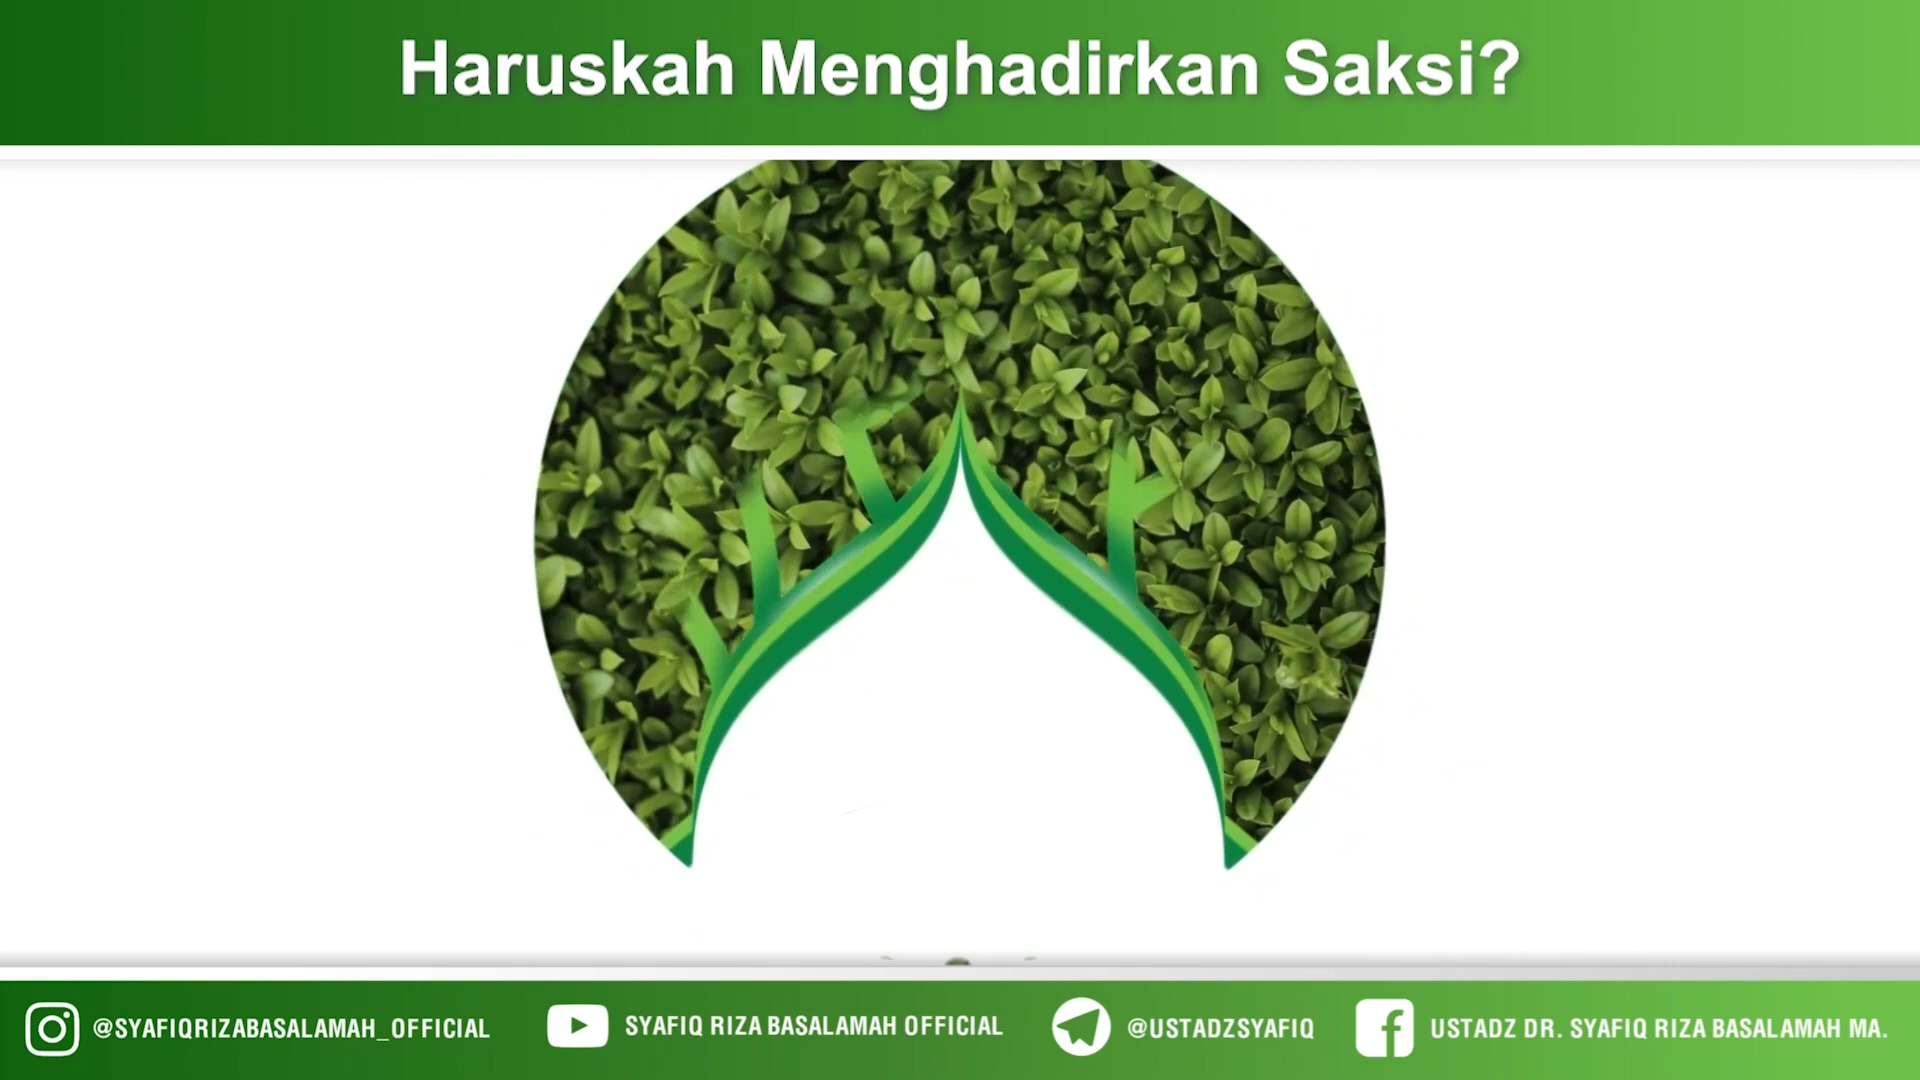 Haruskah Menghadirkan Saksi?
@SYAFIQRIZABASALAMAH_OFFICIAL
SYAFIQ RIZA BASALAMAH OFFICIAL
@USTADZSYAFIQ
USTADZ DR. SYAFIQ RIZA BASALAMAH MA.